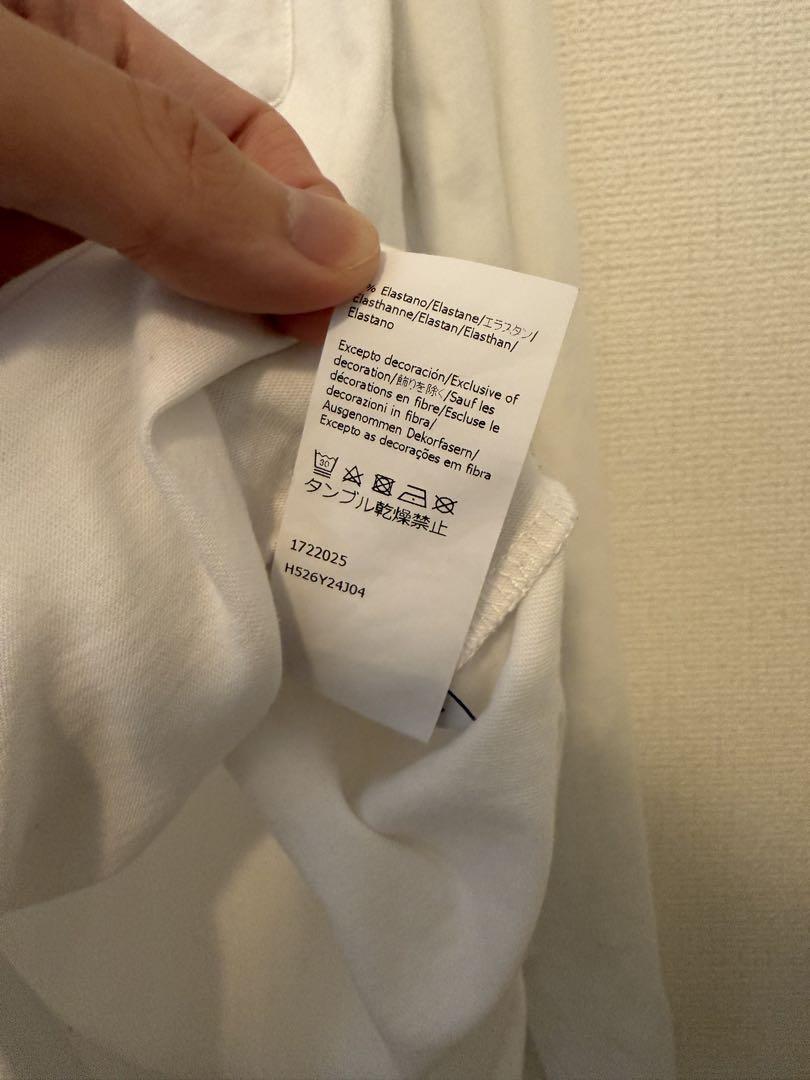 % Elastano/Elastane/エラスタン/
Elasthanne/Elastan/Elasthan/
Elastano
Excepto decoración/Exclusive of
decoration/飾りを除く/Sauf les
décorations en fibre/Escluse le
decorazioni in fibra/
Ausgenommen Dekorfasern/
Excepto as decorações em fibra
30
タンブル乾燥禁止
1722025
H526Y24J04